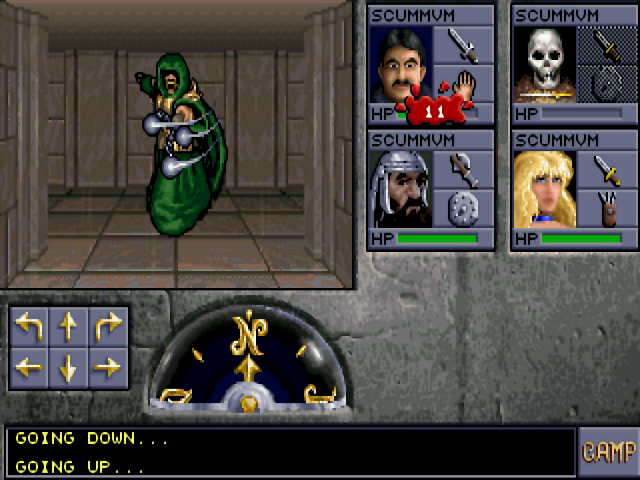 SCUMMVM
SCUMMVM
11
HP
HP
SCUMMVM
SCUMMVM
HP
HP
N
GOING DOWN...
GOING UP...
CAMP